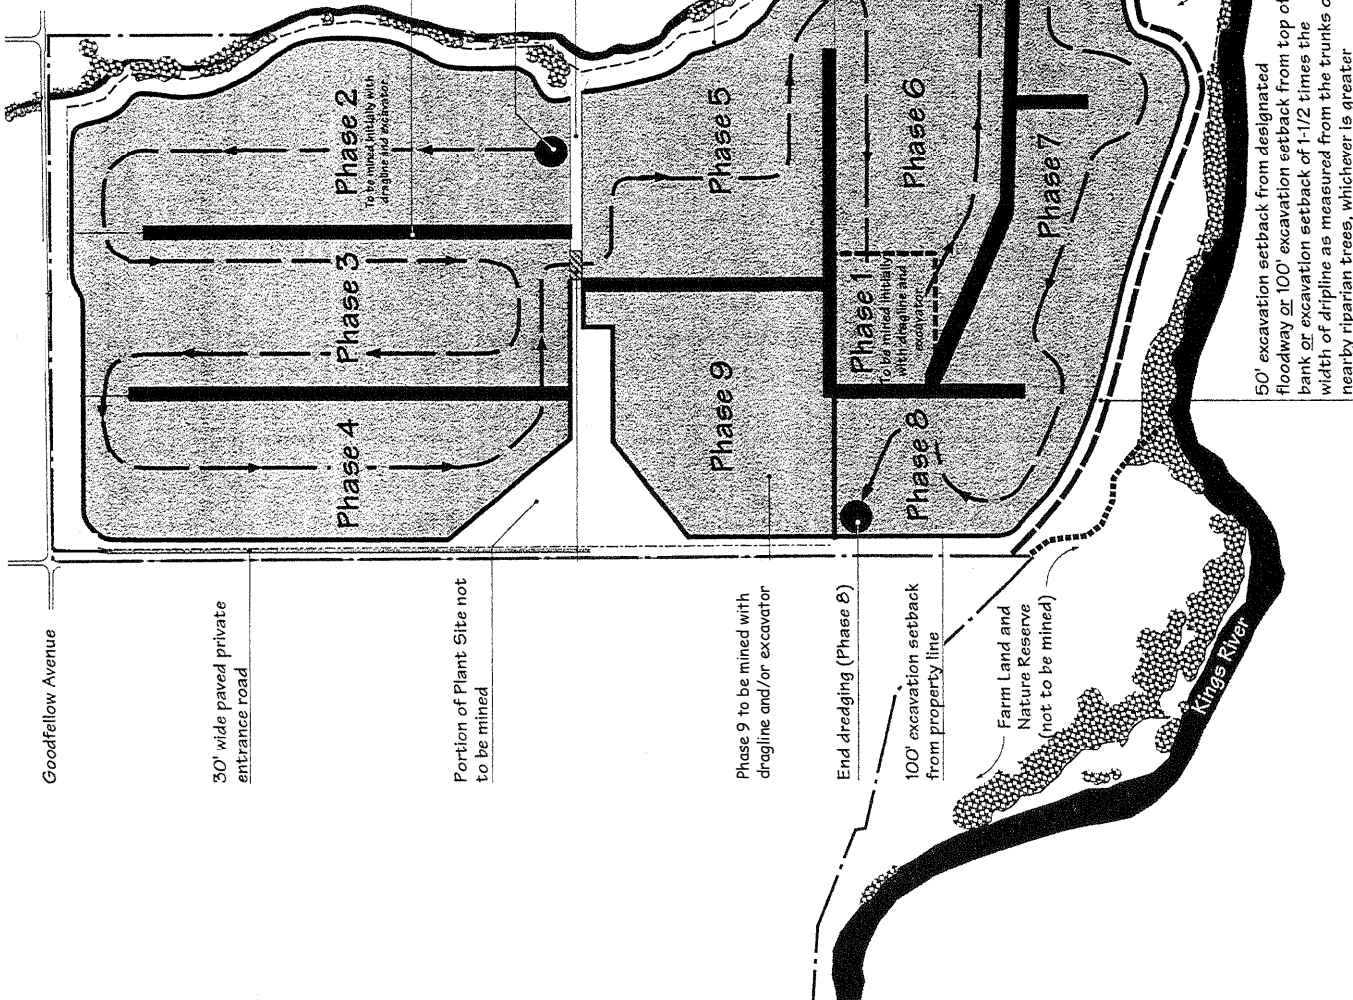 Goodfellow Avenue
30' wide paved private
entrance road
Portion of Plant Site not
to be mined
Phase 9 to be mined with
dragline and/or excavator
End dredging (Phase 8)
100' excavation setback
from property line
Farm Land and
Nature Reserve
(not to be mined)
Kings River
Phase 4
Phase 3
Phase 2
To be mined initially with
dragline and excavator
Phase 9
Phase 5
Phase 1
To be mined initially
with dragline and
excavator
Phase 8
Phase 6
Phase 7
50' excavation setback from designated
floodway or 100' excavation setback from top of
bank or excavation setback of 1-1/2 times the
width of dripline as measured from the trunks
nearby riparian trees, whichever is greater